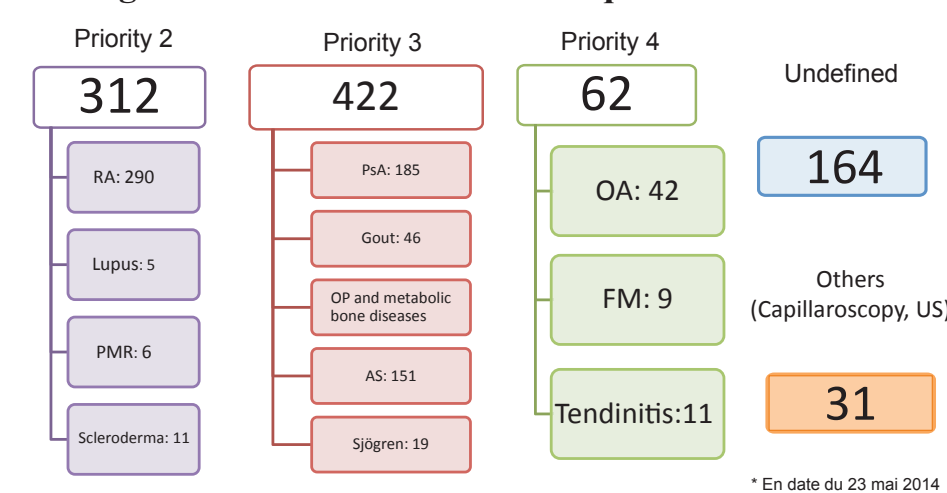 Priority 2
312
RA: 290
Lupus: 5
PMR: 6
Scleroderma: 11
Priority 3
422
PsA: 185
Gout: 46
OP and metabolic
bone diseases
AS: 151
Sjögren: 19
Priority 4
62
OA: 42
FM: 9
Tendinitis:11
Undefined
164
Others
(Capillaroscopy, US)
31
* En date du 23 mai 2014